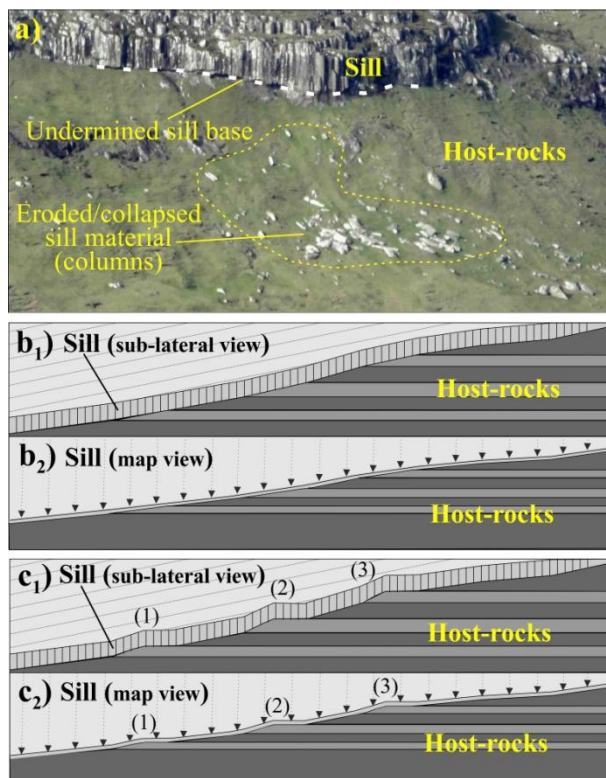 a)
Sill
Undermined sill base
Host-rocks
Eroded/collapsed
sill material
(columns)
b1) Sill (sub-lateral view)
Host-rocks
b2) Sill (map view)
Host-rocks
c1) Sill (sub-lateral view)
(1)
(2)
(3)
Host-rocks
c2) Sill (map view)
(1)
(2)
(3)
Host-rocks